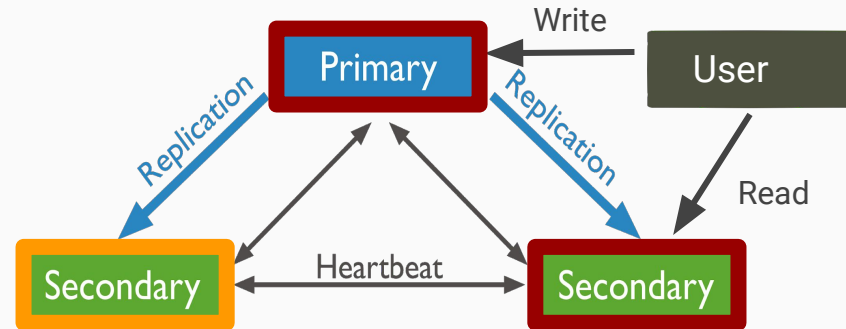 Write
Primary
User
Replication
Replication
Read
Heartbeat
Secondary
Secondary